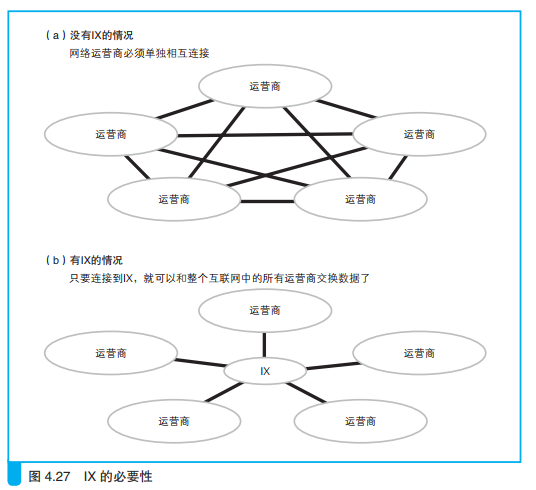 （a）没有IX的情况
网络运营商必须单独相互连接
运营商
运营商
运营商
运营商
运营商
（b）有IX的情况
只要连接到IX，就可以和整个互联网中的所有运营商交换数据了
运营商
运营商
运营商
IX
运营商
运营商
图 4.27 IX 的必要性